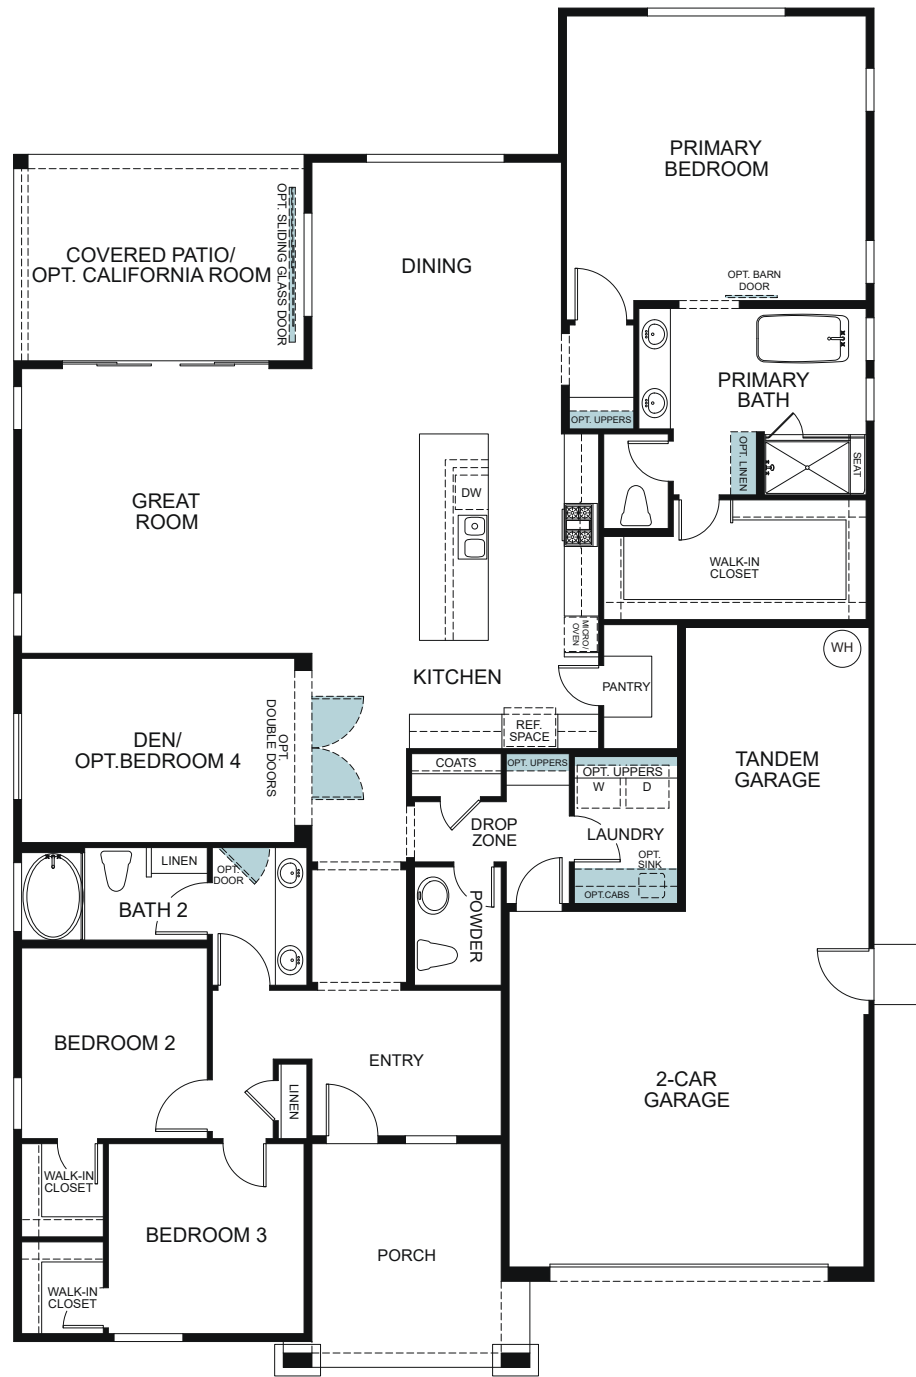 PRIMARY
BEDROOM
OPT. SLIDING GLASS DOOR
COVERED PATIO/
OPT. CALIFORNIA ROOM
DINING
OPT. BARN
DOOR
PRIMARY
BATH
OPT. UPPERS
OPT. LINEN
SEAT
DW
GREAT
ROOM
WALK-IN
CLOSET
MICRO/
OVEN
WH
KITCHEN
PANTRY
REF.
SPACE
DEN/
OPT.BEDROOM 4
OPT.
DOUBLE DOORS
TANDEM
GARAGE
COATS
OPT. UPPERS
OPT. UPPERS
W
D
DROP
ZONE
LAUNDRY
OPT.
SINK
OPT.CABS
LINEN
OPT.
DOOR
BATH 2
POWDER
BEDROOM 2
ENTRY
LINEN
2-CAR
GARAGE
WALK-IN
CLOSET
BEDROOM 3
PORCH
WALK-IN
CLOSET